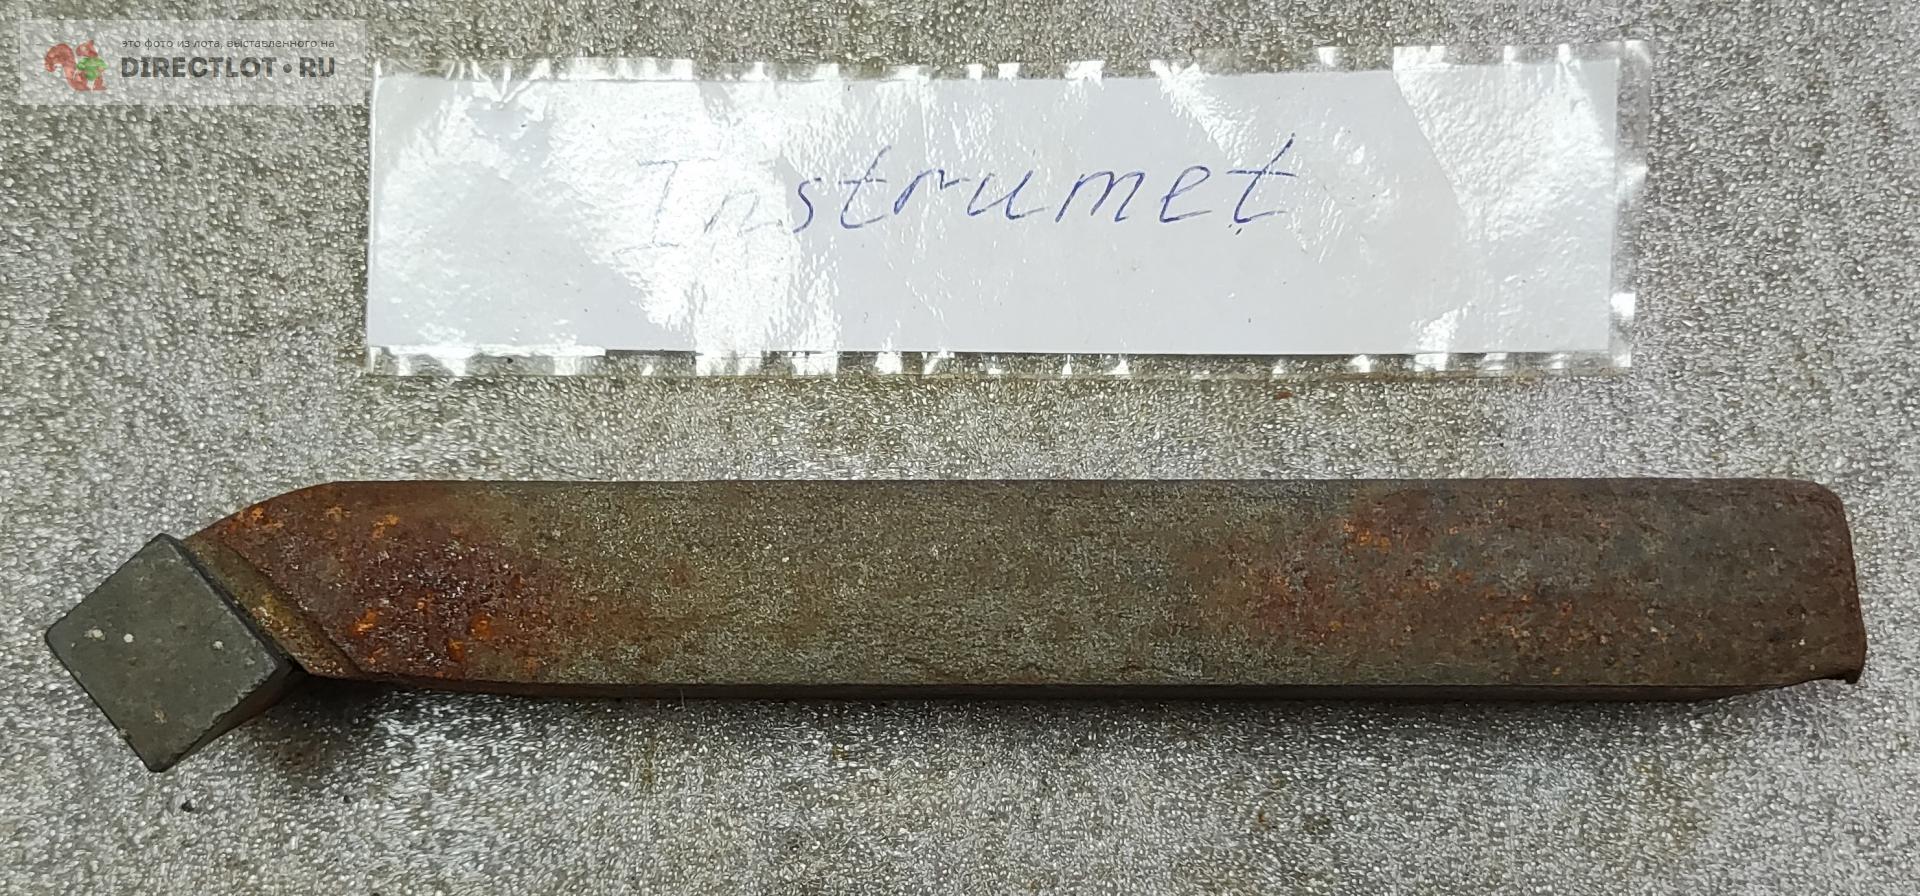 это фото из лота, выставленного на
DIRECTLOT•RU
Instrumet